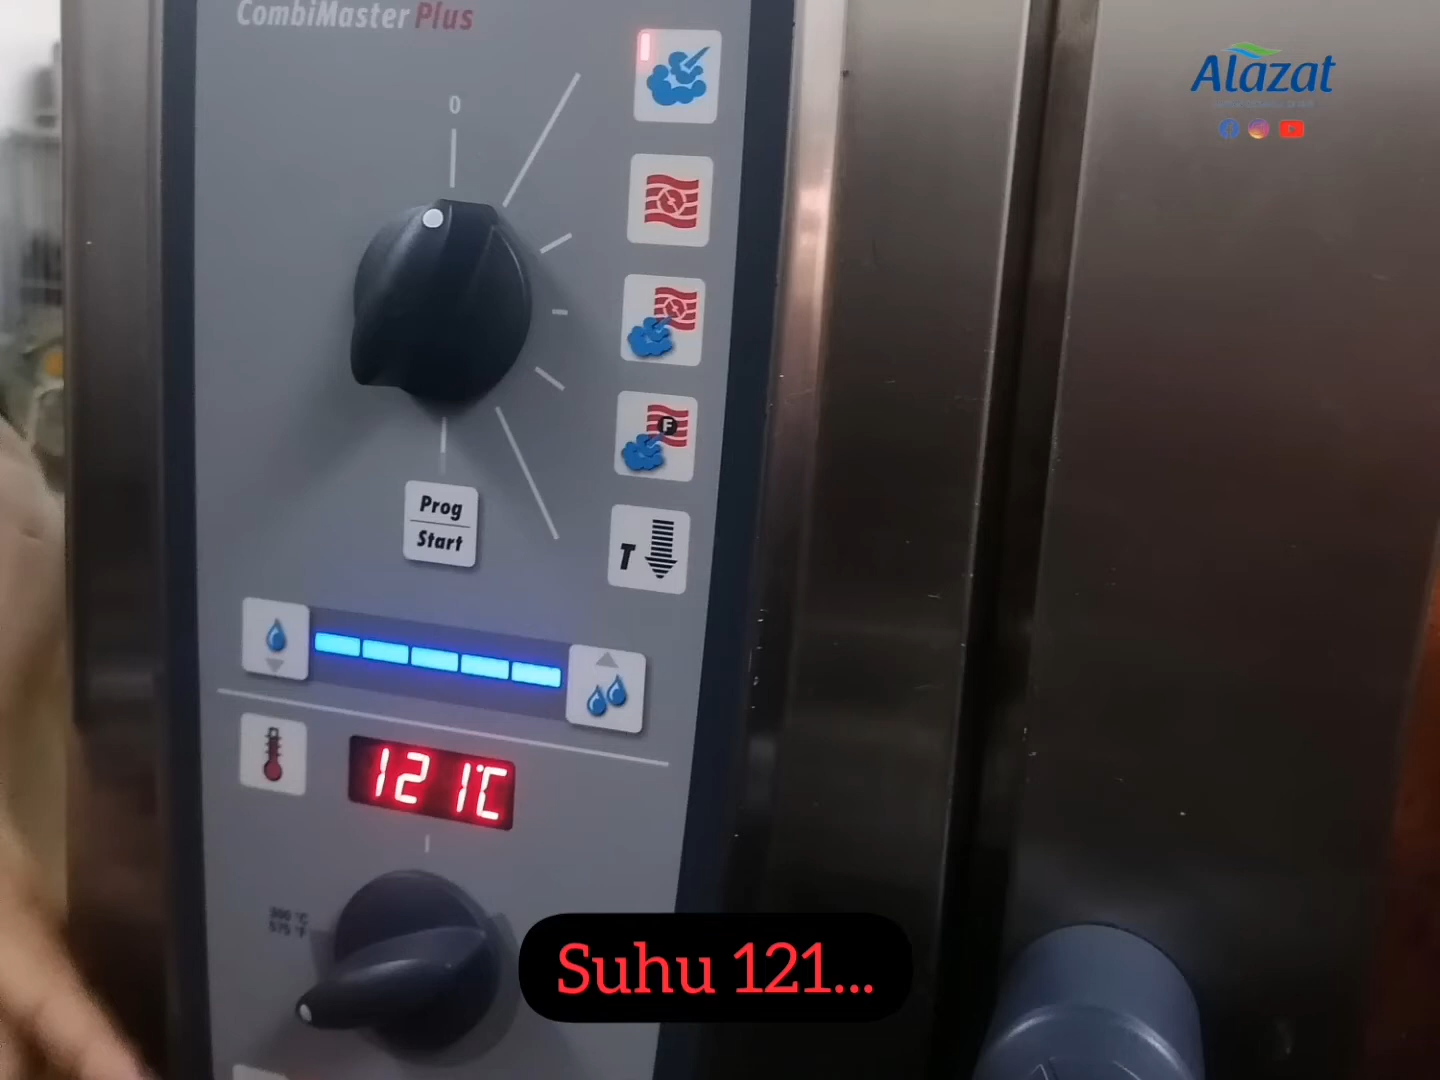 CombiMaster Plus
Alazat
0
F
Prog
Start
T
121°C
300 °C
575 °F
Suhu 121...